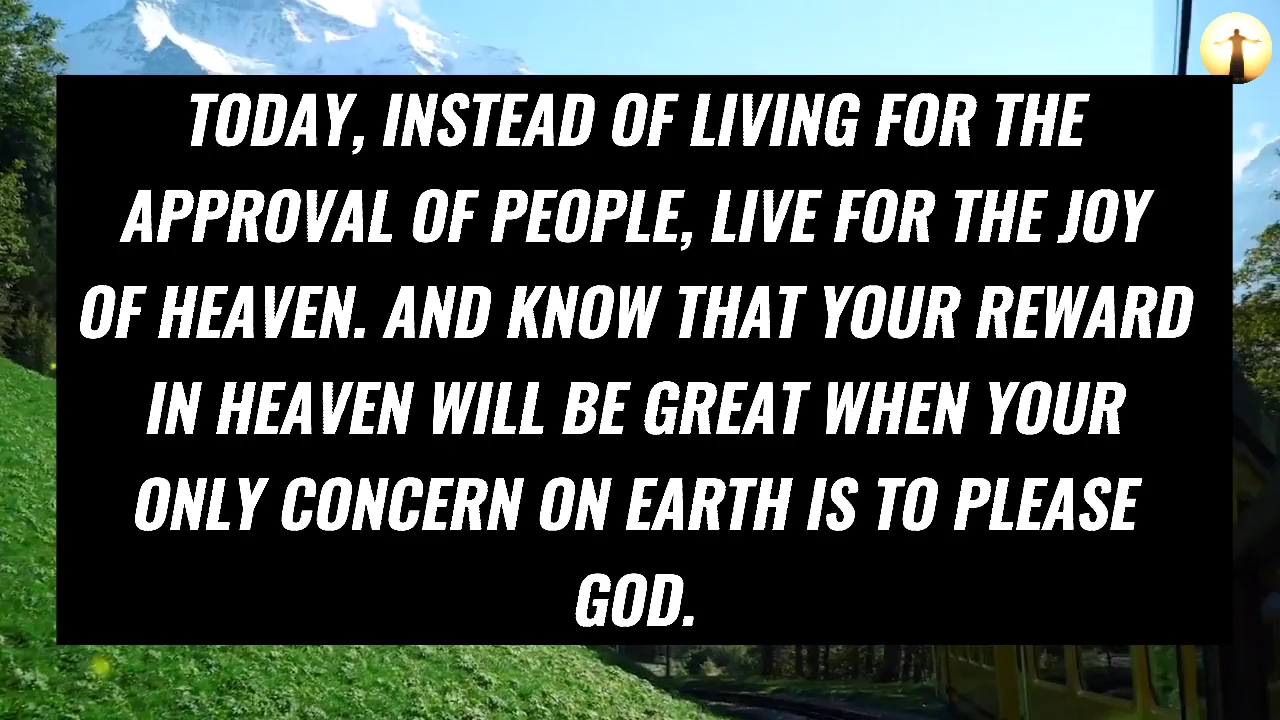 TODAY, INSTEAD OF LIVING FOR THE
APPROVAL OF PEOPLE, LIVE FOR THE JOY
OF HEAVEN. AND KNOW THAT YOUR REWARD
IN HEAVEN WILL BE GREAT WHEN YOUR
ONLY CONCERN ON EARTH IS TO PLEASE
GOD.